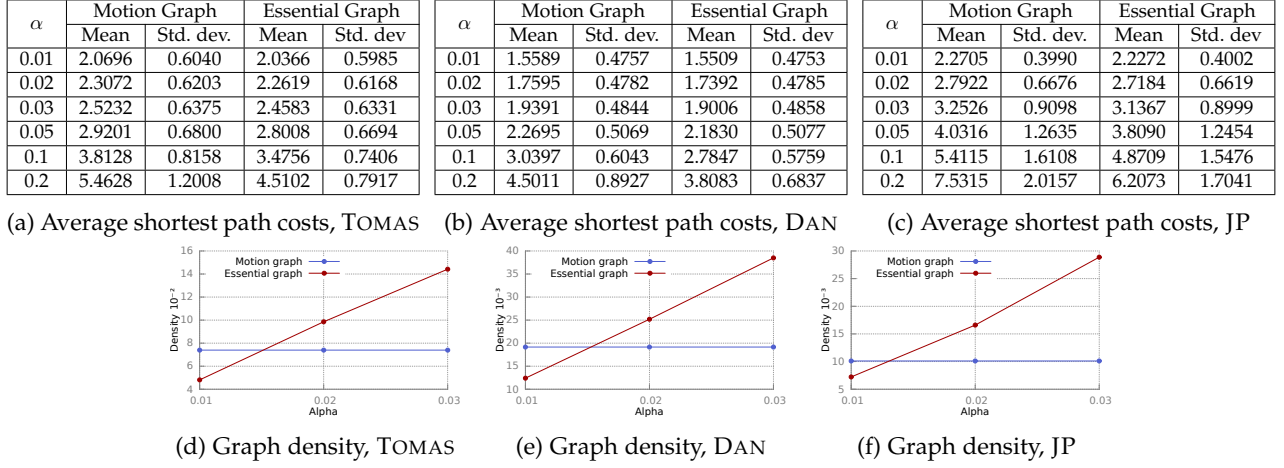 α Motion Graph Essential Graph
Mean Std. dev. Mean Std. dev
0.01 2.0696 0.6040 2.0366 0.5985
0.02 2.3072 0.6203 2.2619 0.6168
0.03 2.5232 0.6375 2.4583 0.6331
0.05 2.9201 0.6800 2.8008 0.6694
0.1 3.8128 0.8158 3.4756 0.7406
0.2 5.4628 1.2008 4.5102 0.7917
(a) Average shortest path costs, TOMAS
α Motion Graph Essential Graph
Mean Std. dev. Mean Std. dev
0.01 1.5589 0.4757 1.5509 0.4753
0.02 1.7595 0.4782 1.7392 0.4785
0.03 1.9391 0.4844 1.9006 0.4858
0.05 2.2695 0.5069 2.1830 0.5077
0.1 3.0397 0.6043 2.7847 0.5759
0.2 4.5011 0.8927 3.8083 0.6837
(b) Average shortest path costs, DAN
α Motion Graph Essential Graph
Mean Std. dev. Mean Std. dev
0.01 2.2705 0.3990 2.2272 0.4002
0.02 2.7922 0.6676 2.7184 0.6619
0.03 3.2526 0.9098 3.1367 0.8999
0.05 4.0316 1.2635 3.8090 1.2454
0.1 5.4115 1.6108 4.8709 1.5476
0.2 7.5315 2.0157 6.2073 1.7041
(c) Average shortest path costs, JP
Motion graph
Essential graph
Density 10⁻²
16
14
12
10
8
6
4
0.01 0.02 0.03
Alpha
(d) Graph density, TOMAS
Motion graph
Essential graph
Density 10⁻³
40
35
30
25
20
15
10
0.01 0.02 0.03
Alpha
(e) Graph density, DAN
Motion graph
Essential graph
Density 10⁻³
30
25
20
15
10
5
0.01 0.02 0.03
Alpha
(f) Graph density, JP